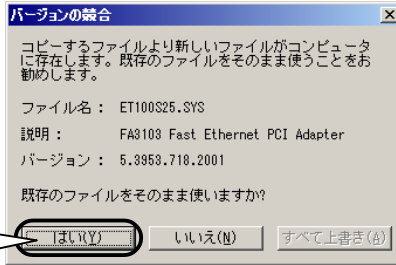 バージョンの競合
コピーするファイルより新しいファイルがコンピュータ
に存在します。既存のファイルをそのまま使うことをお
勧めします。
ファイル名： ET100S25.SYS
説明： FA3103 Fast Ethernet PCI Adapter
バージョン： 5.3953.718.2001
既存のファイルをそのまま使いますか?
はい(Y) いいえ(N) すべて上書き(A)